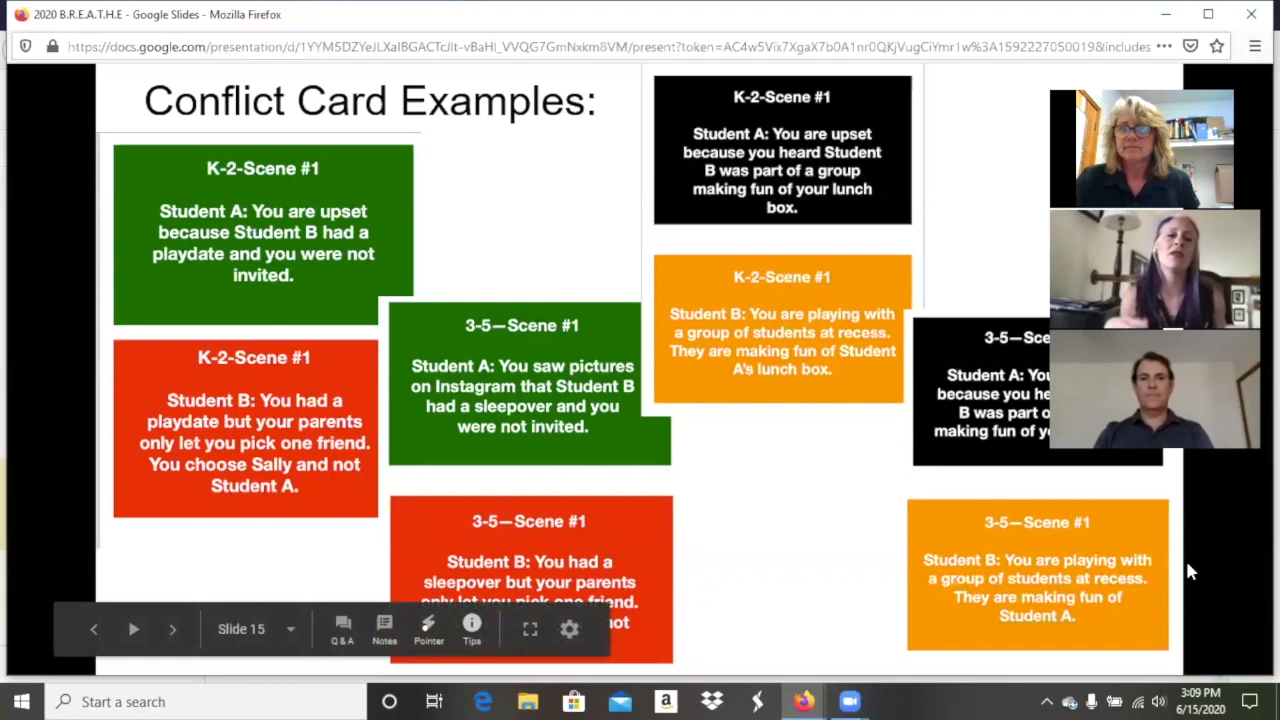 2020 B.R.E.A.T.H.E - Google Slides - Mozilla Firefox
Conflict Card Examples:
K-2-Scene #1
Student A: You are upset
because Student B had a
playdate and you were not
invited.
K-2-Scene #1
Student B: You had a
playdate but your parents
only let you pick one friend.
You choose Sally and not
Student A.
3-5—Scene #1
Student A: You saw pictures
on Instagram that Student B
had a sleepover and you
were not invited.
3-5—Scene #1
Student B: You had a
sleepover but your parents
only let you pick one friend.
not
K-2-Scene #1
Student A: You are upset
because you heard Student
B was part of a group
making fun of your lunch
box.
K-2-Scene #1
Student B: You are playing with
a group of students at recess.
They are making fun of Student
A's lunch box.
3-5—Sce
Student A: You
because you he
B was part o
making fun of y
3-5—Scene #1
Student B: You are playing with
a group of students at recess.
They are making fun of
Student A.
Slide 15
Q & A
Notes
Pointer
Tips
Start a search
3:09 PM
6/15/2020